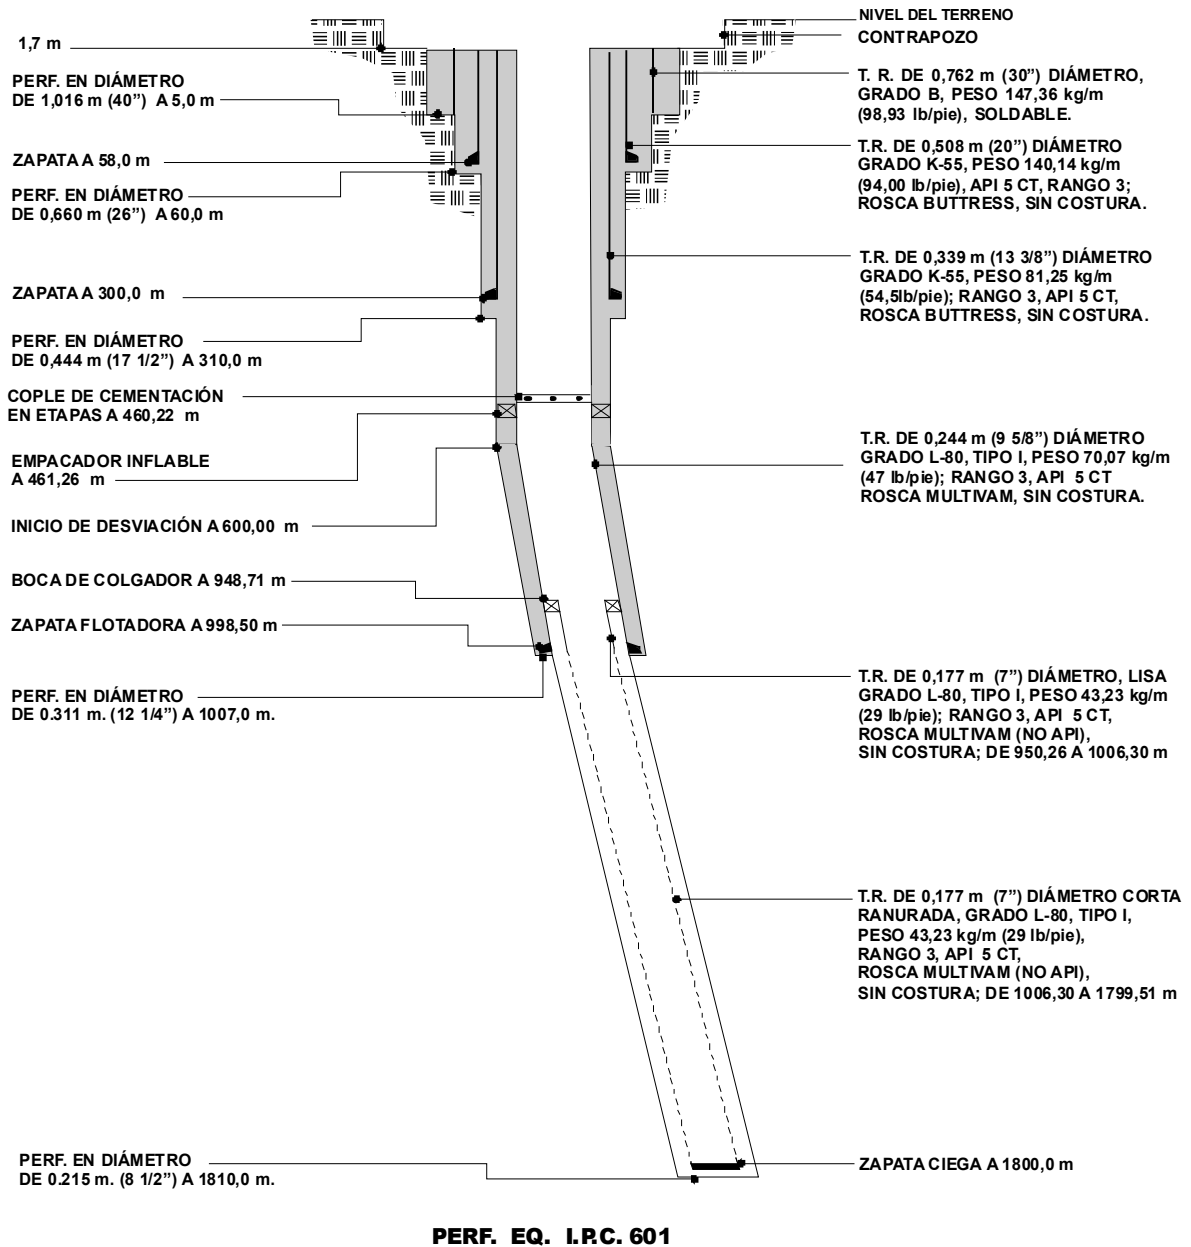 1,7 m
PERF. EN DIÁMETRO
DE 1,016 m (40”) A 5,0 m
ZAPATA A 58,0 m
PERF. EN DIÁMETRO
DE 0,660 m (26”) A 60,0 m
ZAPATA A 300,0 m
PERF. EN DIÁMETRO
DE 0,444 m (17 1/2”) A 310,0 m
COPLE DE CEMENTACIÓN
EN ETAPAS A 460,22 m
EMPACADOR INFLABLE
A 461,26 m
INICIO DE DESVIACIÓN A 600,00 m
BOCA DE COLGADOR A 948,71 m
ZAPATA FLOTADORA A 998,50 m
PERF. EN DIÁMETRO
DE 0.311 m. (12 1/4”) A 1007,0 m.
PERF. EN DIÁMETRO
DE 0.215 m. (8 1/2”) A 1810,0 m.
NIVEL DEL TERRENO
CONTRAPOZO
T. R. DE 0,762 m (30”) DIÁMETRO,
GRADO B, PESO 147,36 kg/m
(98,93 lb/pie), SOLDABLE.
T.R. DE 0,508 m (20”) DIÁMETRO
GRADO K-55, PESO 140,14 kg/m
(94,00 lb/pie), API 5 CT, RANGO 3;
ROSCA BUTTRESS, SIN COSTURA.
T.R. DE 0,339 m (13 3/8”) DIÁMETRO
GRADO K-55, PESO 81,25 kg/m
(54,5lb/pie); RANGO 3, API 5 CT,
ROSCA BUTTRESS, SIN COSTURA.
T.R. DE 0,244 m (9 5/8”) DIÁMETRO
GRADO L-80, TIPO I, PESO 70,07 kg/m
(47 lb/pie); RANGO 3, API 5 CT
ROSCA MULTIVAM, SIN COSTURA.
T.R. DE 0,177 m (7”) DIÁMETRO, LISA
GRADO L-80, TIPO I, PESO 43,23 kg/m
(29 lb/pie); RANGO 3, API 5 CT,
ROSCA MULTIVAM (NO API),
SIN COSTURA; DE 950,26 A 1006,30 m
T.R. DE 0,177 m (7”) DIÁMETRO CORTA
RANURADA, GRADO L-80, TIPO I,
PESO 43,23 kg/m (29 lb/pie),
RANGO 3, API 5 CT,
ROSCA MULTIVAM (NO API),
SIN COSTURA; DE 1006,30 A 1799,51 m
ZAPATA CIEGA A 1800,0 m
PERF. EQ. I.P.C. 601